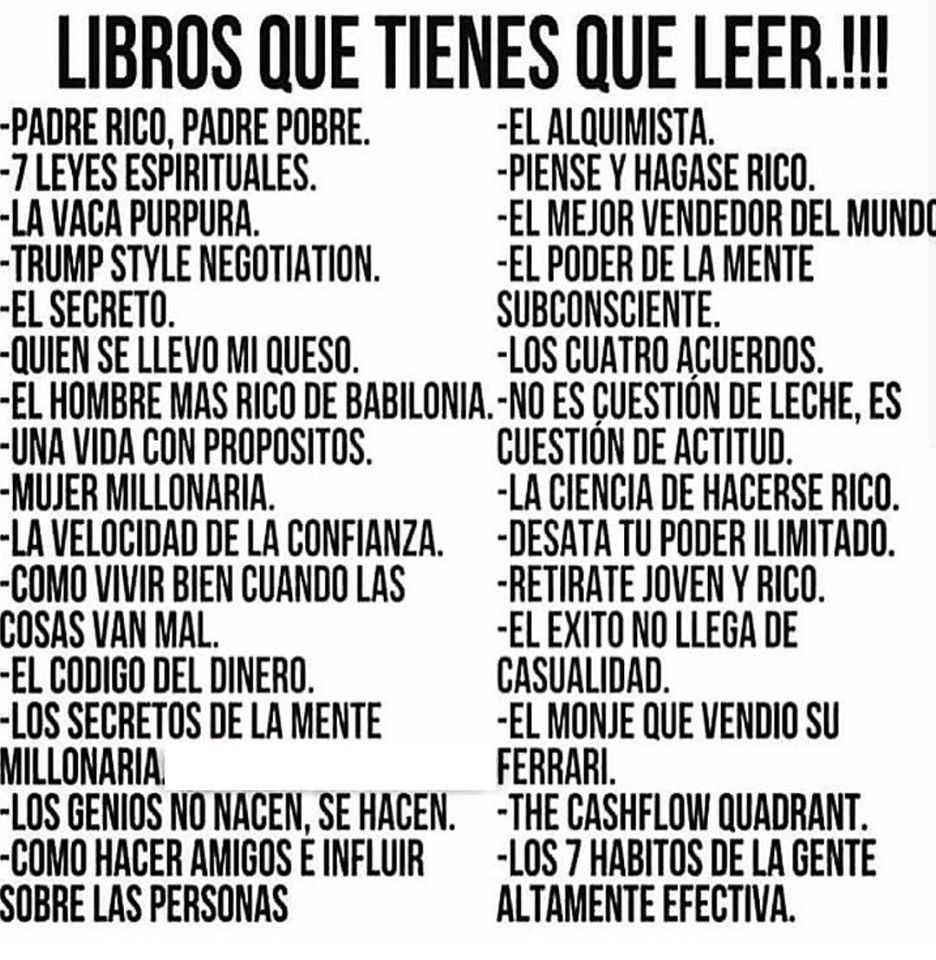 LIBROS QUE TIENES QUE LEER.!!!
-PADRE RICO, PADRE POBRE.
-7 LEYES ESPIRITUALES.
-LA VACA PURPURA.
-TRUMP STYLE NEGOTIATION.
-EL SECRETO.
-QUIEN SE LLEVO MI QUESO.
-EL HOMBRE MAS RICO DE BABILONIA.
-UNA VIDA CON PROPOSITOS.
-MUJER MILLONARIA.
-LA VELOCIDAD DE LA CONFIANZA.
-COMO VIVIR BIEN CUANDO LAS
COSAS VAN MAL.
-EL CODIGO DEL DINERO.
-LOS SECRETOS DE LA MENTE
MILLONARIA.
-LOS GENIOS NO NACEN, SE HACEN.
-COMO HACER AMIGOS E INFLUIR
SOBRE LAS PERSONAS
-EL ALQUIMISTA.
-PIENSE Y HAGASE RICO.
-EL MEJOR VENDEDOR DEL MUNDO
-EL PODER DE LA MENTE
SUBCONSCIENTE.
-LOS CUATRO ACUERDOS.
-NO ES CUESTIÓN DE LECHE, ES
CUESTIÓN DE ACTITUD.
-LA CIENCIA DE HACERSE RICO.
-DESATA TU PODER ILIMITADO.
-RETIRATE JOVEN Y RICO.
-EL EXITO NO LLEGA DE
CASUALIDAD.
-EL MONJE QUE VENDIO SU
FERRARI.
-THE CASHFLOW QUADRANT.
-LOS 7 HABITOS DE LA GENTE
ALTAMENTE EFECTIVA.